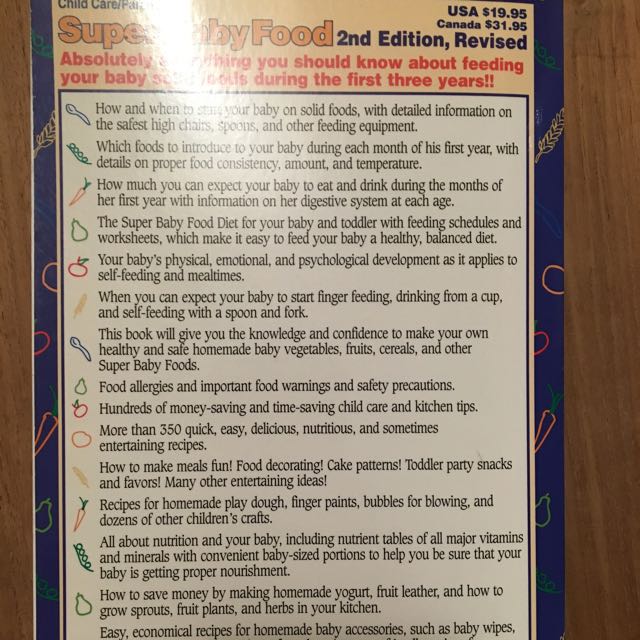 Child Care/
USA $19.95
Canada $31.95
Super Baby Food 2nd Edition, Revised
Absolutely everything you should know about feeding
your baby solid foods during the first three years!!
How and when to start your baby on solid foods, with detailed information on
the safest high chairs, spoons, and other feeding equipment.
Which foods to introduce to your baby during each month of his first year, with
details on proper food consistency, amount, and temperature.
How much you can expect your baby to eat and drink during the months of
her first year with information on her digestive system at each age.
The Super Baby Food Diet for your baby and toddler with feeding schedules and
worksheets, which make it easy to feed your baby a healthy, balanced diet.
Your baby's physical, emotional, and psychological development as it applies to
self-feeding and mealtimes.
When you can expect your baby to start finger feeding, drinking from a cup,
and self-feeding with a spoon and fork.
This book will give you the knowledge and confidence to make your own
healthy and safe homemade baby vegetables, fruits, cereals, and other
Super Baby Foods.
Food allergies and important food warnings and safety precautions.
Hundreds of money-saving and time-saving child care and kitchen tips.
More than 350 quick, easy, delicious, nutritious, and sometimes
entertaining recipes.
How to make meals fun! Food decorating! Cake patterns! Toddler party snacks
and favors! Many other entertaining ideas!
Recipes for homemade play dough, finger paints, bubbles for blowing, and
dozens of other children's crafts.
All about nutrition and your baby, including nutrient tables of all major vitamins
and minerals with convenient baby-sized portions to help you be sure that your
baby is getting proper nourishment.
How to save money by making homemade yogurt, fruit leather, and how to
grow sprouts, fruit plants, and herbs in your kitchen.
Easy, economical recipes for homemade baby accessories, such as baby wipes,